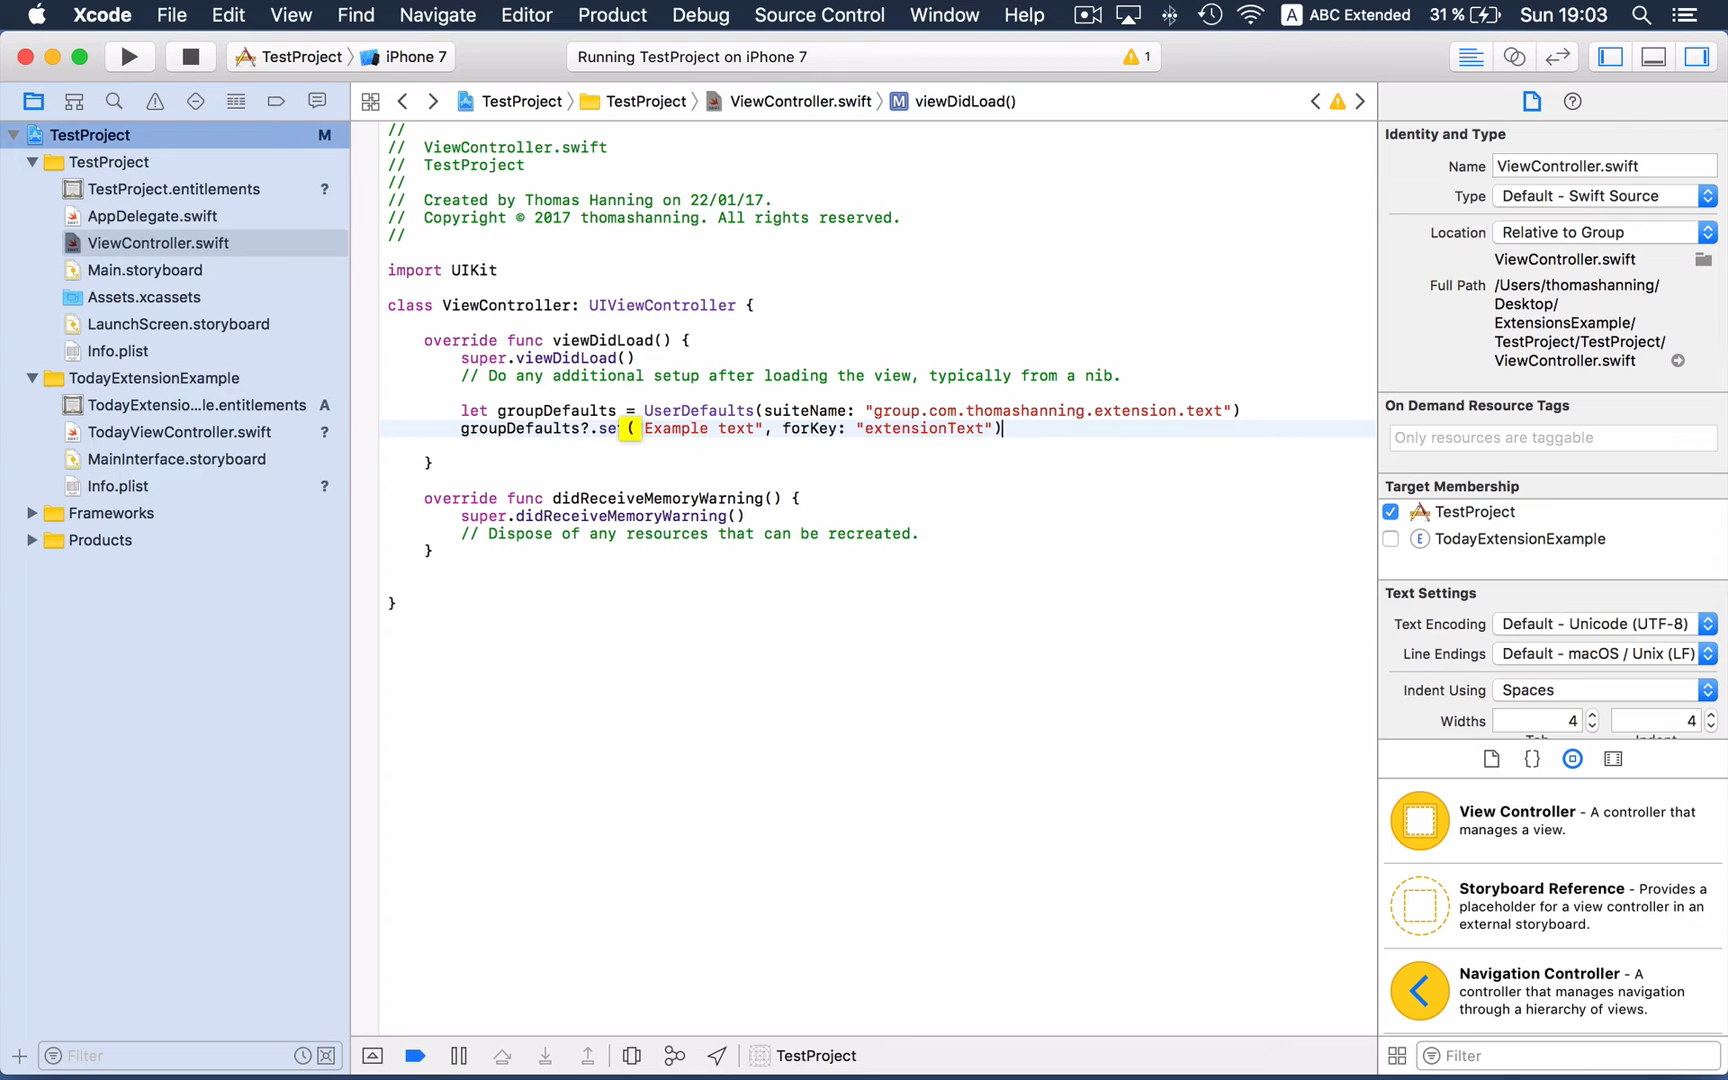 Xcode File Edit View Find Navigate Editor Product Debug Source Control Window Help A ABC Extended 31 % Sun 19:03
TestProject iPhone 7 Running TestProject on iPhone 7 1
TestProject TestProject ViewController.swift M viewDidLoad()
TestProject M
TestProject
TestProject.entitlements ?
AppDelegate.swift
ViewController.swift
Main.storyboard
Assets.xcassets
LaunchScreen.storyboard
Info.plist
TodayExtensionExample
TodayExtensio...le.entitlements A
TodayViewController.swift ?
MainInterface.storyboard
Info.plist ?
Frameworks
Products
Filter
//
// ViewController.swift
// TestProject
//
// Created by Thomas Hanning on 22/01/17.
// Copyright © 2017 thomashanning. All rights reserved.
//
import UIKit
class ViewController: UIViewController {
override func viewDidLoad() {
super.viewDidLoad()
// Do any additional setup after loading the view, typically from a nib.
let groupDefaults = UserDefaults(suiteName: "group.com.thomashanning.extension.text")
groupDefaults?.set("Example text", forKey: "extensionText")
}
override func didReceiveMemoryWarning() {
super.didReceiveMemoryWarning()
// Dispose of any resources that can be recreated.
}
}
TestProject
Identity and Type
Name ViewController.swift
Type Default - Swift Source
Location Relative to Group
ViewController.swift
Full Path /Users/thomashanning/
Desktop/
ExtensionsExample/
TestProject/TestProject/
ViewController.swift
On Demand Resource Tags
Only resources are taggable
Target Membership
TestProject
E TodayExtensionExample
Text Settings
Text Encoding Default - Unicode (UTF-8)
Line Endings Default - macOS / Unix (LF)
Indent Using Spaces
Widths 4 4
View Controller - A controller that
manages a view.
Storyboard Reference - Provides a
placeholder for a view controller in an
external storyboard.
Navigation Controller - A
controller that manages navigation
through a hierarchy of views.
Filter